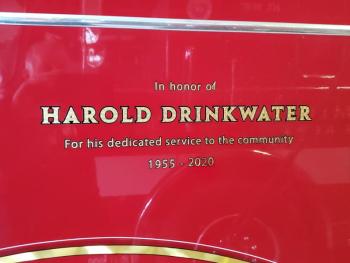 In honor of
HAROLD DRINKWATER
For his dedicated service to the community
1955 - 2020